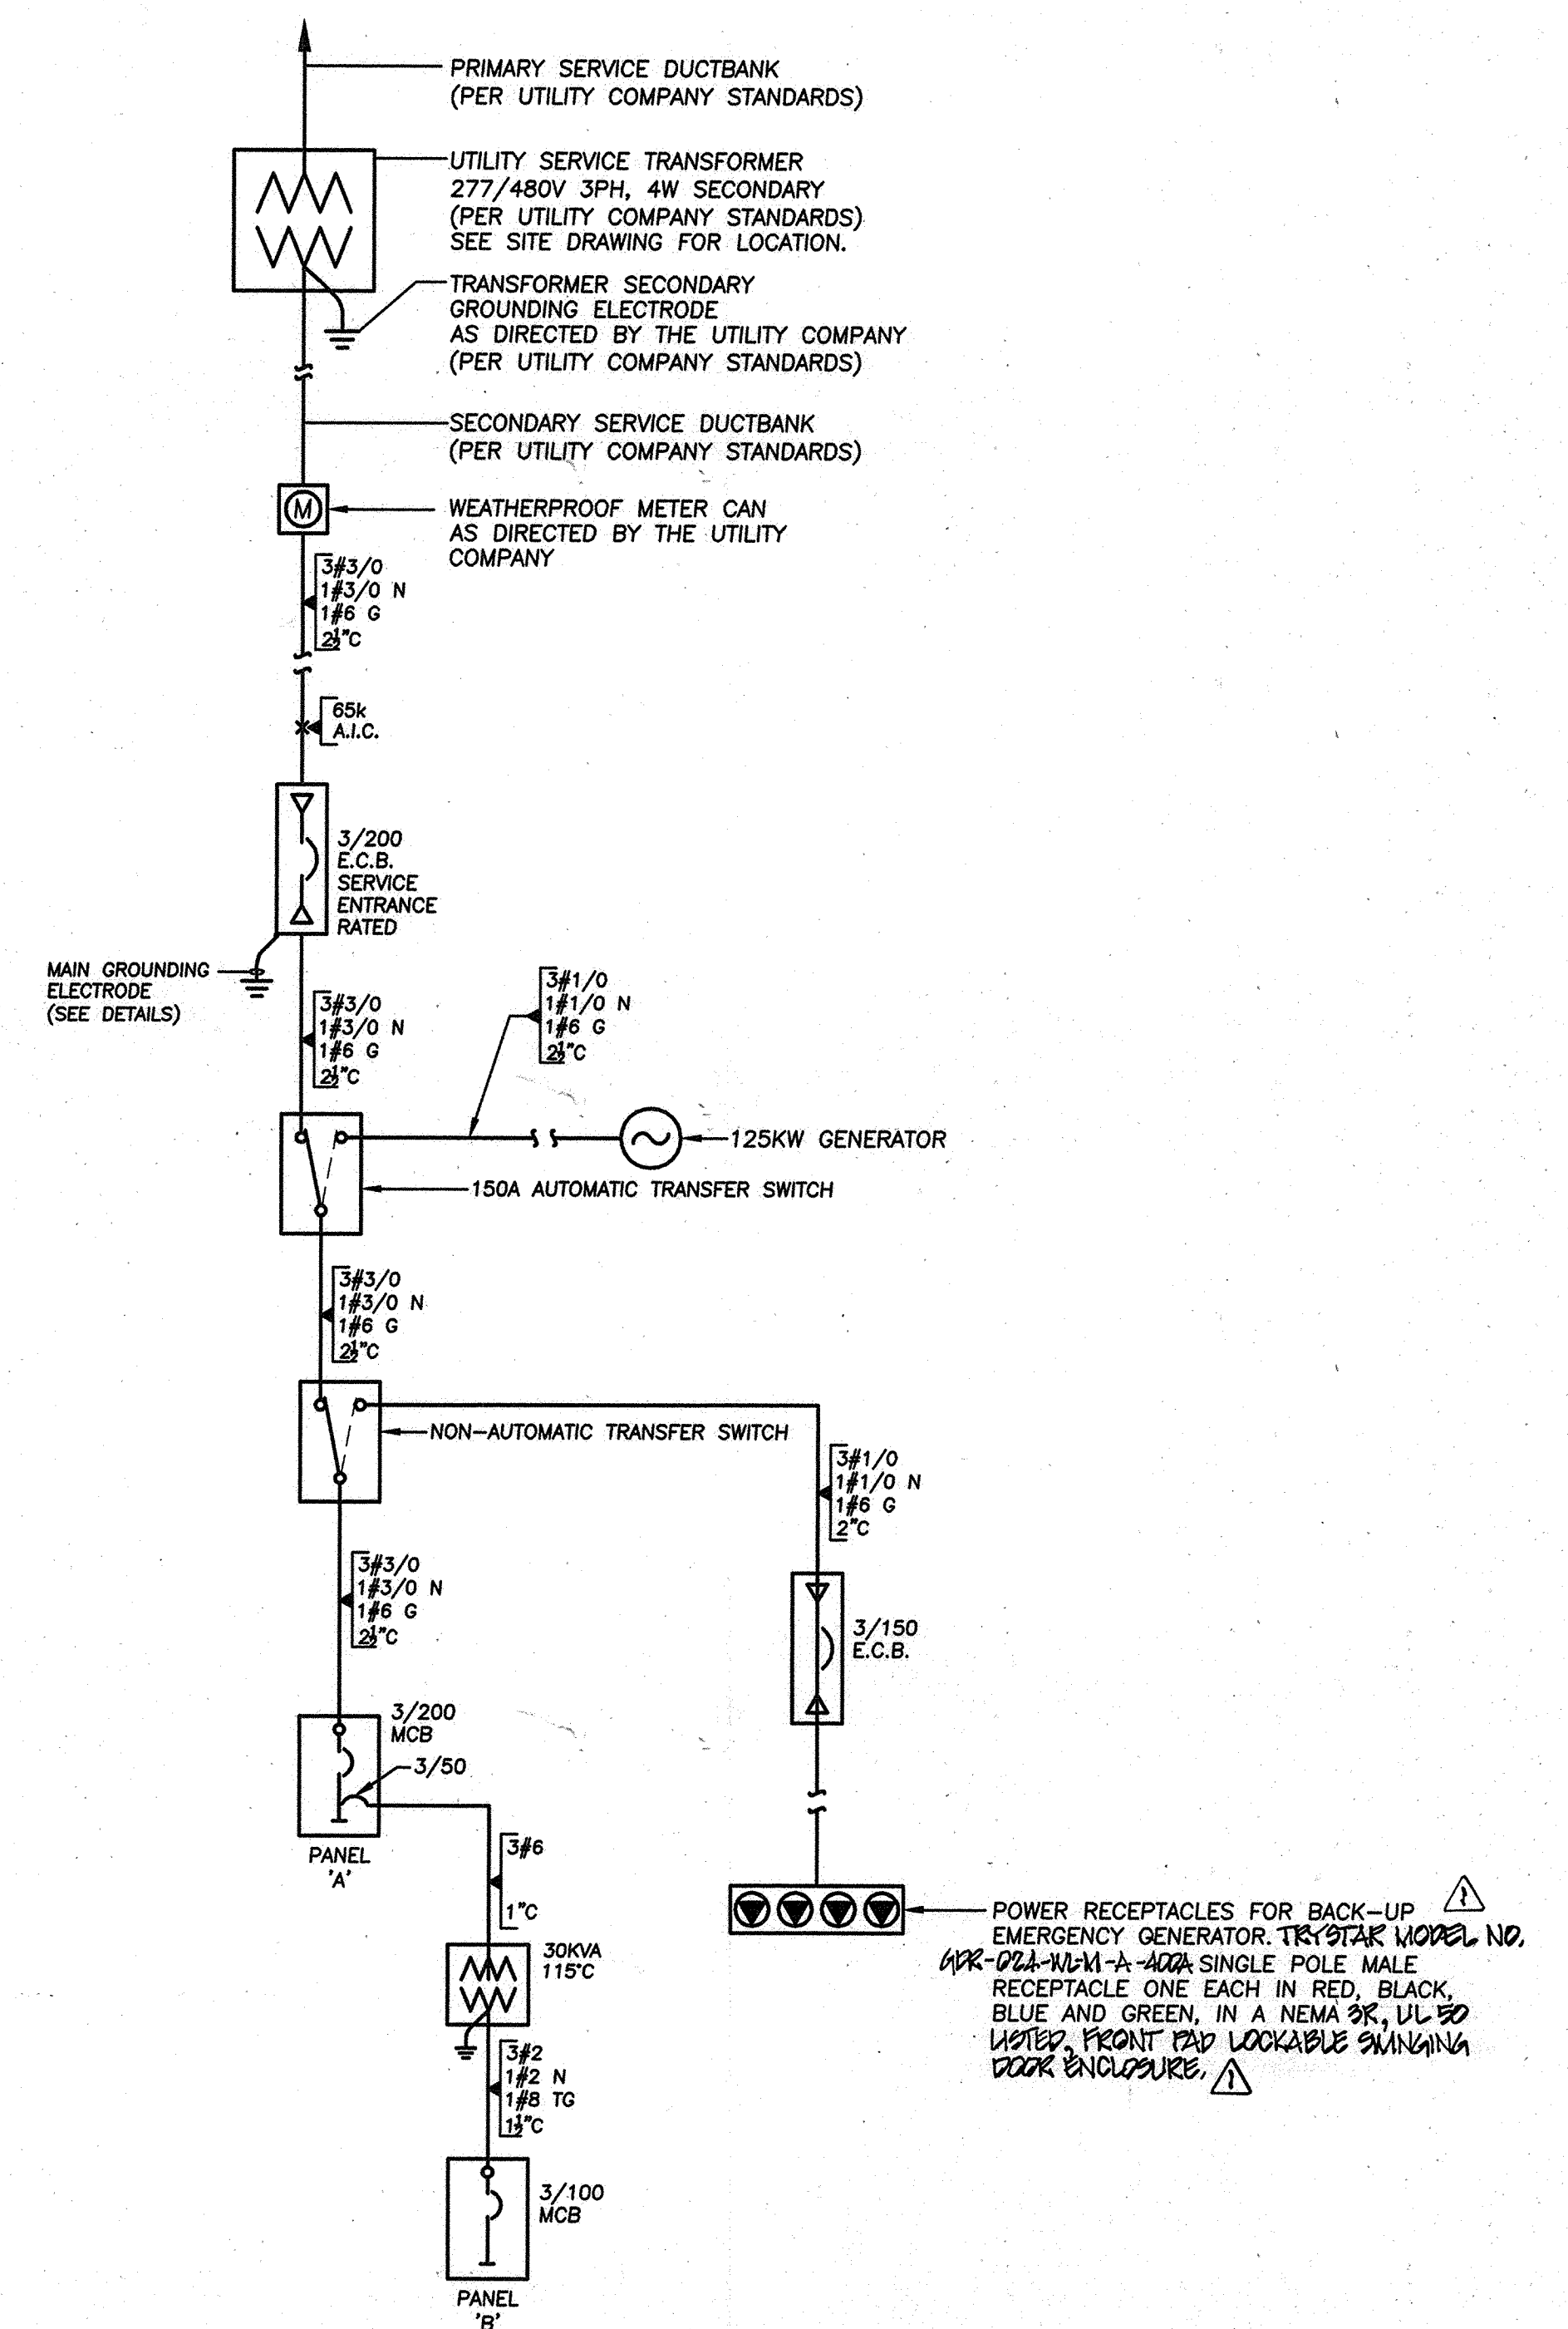 PRIMARY SERVICE DUCTBANK
(PER UTILITY COMPANY STANDARDS)
UTILITY SERVICE TRANSFORMER
277/480V 3PH, 4W SECONDARY
(PER UTILITY COMPANY STANDARDS)
SEE SITE DRAWING FOR LOCATION.
TRANSFORMER SECONDARY
GROUNDING ELECTRODE
AS DIRECTED BY THE UTILITY COMPANY
(PER UTILITY COMPANY STANDARDS)
SECONDARY SERVICE DUCTBANK
(PER UTILITY COMPANY STANDARDS)
M
WEATHERPROOF METER CAN
AS DIRECTED BY THE UTILITY
COMPANY
3#3/0
1#3/0 N
1#6 G
2½"C
65k
A.I.C.
3/200
E.C.B.
SERVICE
ENTRANCE
RATED
MAIN GROUNDING
ELECTRODE
(SEE DETAILS)
3#3/0
1#3/0 N
1#6 G
2½"C
3#1/0
1#1/0 N
1#6 G
2½"C
125KW GENERATOR
150A AUTOMATIC TRANSFER SWITCH
3#3/0
1#3/0 N
1#6 G
2½"C
NON-AUTOMATIC TRANSFER SWITCH
3#1/0
1#1/0 N
1#6 G
2"C
3#3/0
1#3/0 N
1#6 G
2½"C
3/150
E.C.B.
3/200
MCB
3/50
PANEL
'A'
3#6
1"C
30KVA
115°C
3#2
1#2 N
1#8 TG
1½"C
3/100
MCB
PANEL
'B'
1
POWER RECEPTACLES FOR BACK-UP
EMERGENCY GENERATOR. TRYSTAR MODEL NO.
SINGLE POLE MALE
RECEPTACLE ONE EACH IN RED, BLACK,
BLUE AND GREEN, IN A NEMA 3R, UL 50
LISTED, FRONT PAD LOCKABLE SWINGING
DOOR ENCLOSURE. 1